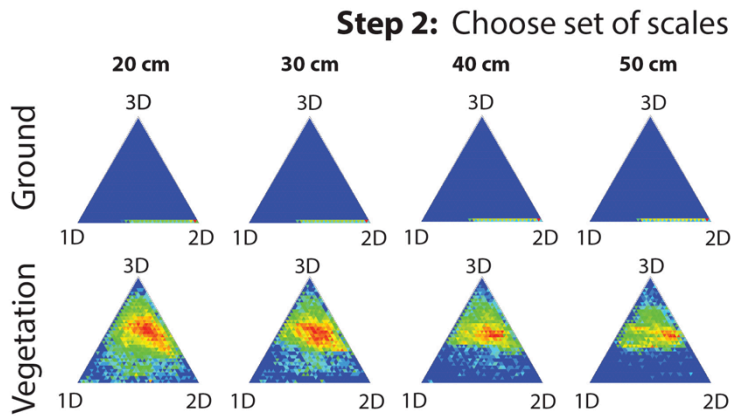 Step 2: Choose set of scales
20 cm 30 cm 40 cm 50 cm
Ground
3D 3D 3D 3D
1D 2D 1D 2D 1D 2D 1D 2D
Vegetation
3D 3D 3D 3D
1D 2D 1D 2D 1D 2D 1D 2D